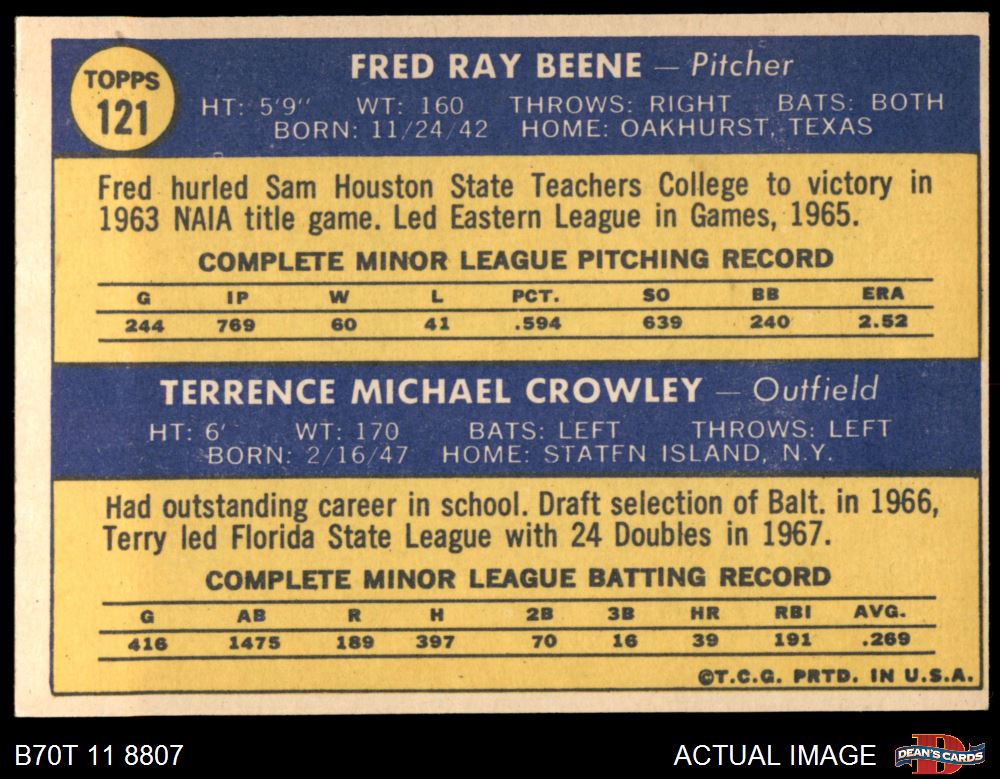 TOPPS
121
FRED RAY BEENE — Pitcher
HT: 5'9" WT: 160 THROWS: RIGHT BATS: BOTH
BORN: 11/24/42 HOME: OAKHURST, TEXAS
Fred hurled Sam Houston State Teachers College to victory in
1963 NAIA title game. Led Eastern League in Games, 1965.
COMPLETE MINOR LEAGUE PITCHING RECORD
G IP W L PCT. SO BB ERA
244 769 60 41 .594 639 240 2.52
TERRENCE MICHAEL CROWLEY — Outfield
HT: 6' WT: 170 BATS: LEFT THROWS: LEFT
BORN: 2/16/47 HOME: STATEN ISLAND, N.Y.
Had outstanding career in school. Draft selection of Balt. in 1966,
Terry led Florida State League with 24 Doubles in 1967.
COMPLETE MINOR LEAGUE BATTING RECORD
G AB R H 2B 3B HR RBI AVG.
416 1475 189 397 70 16 39 191 .269
©T.C.G. PRTD. IN U.S.A.
B70T 11 8807 ACTUAL IMAGE DEAN'S CARDS